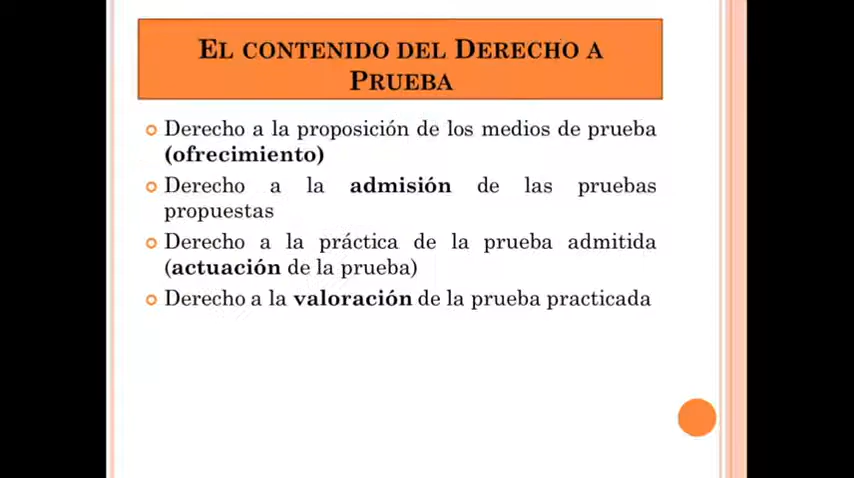 EL CONTENIDO DEL DERECHO A
PRUEBA
Derecho a la proposición de los medios de prueba
(ofrecimiento)
Derecho a la admisión de las pruebas
propuestas
Derecho a la práctica de la prueba admitida
(actuación de la prueba)
Derecho a la valoración de la prueba practicada